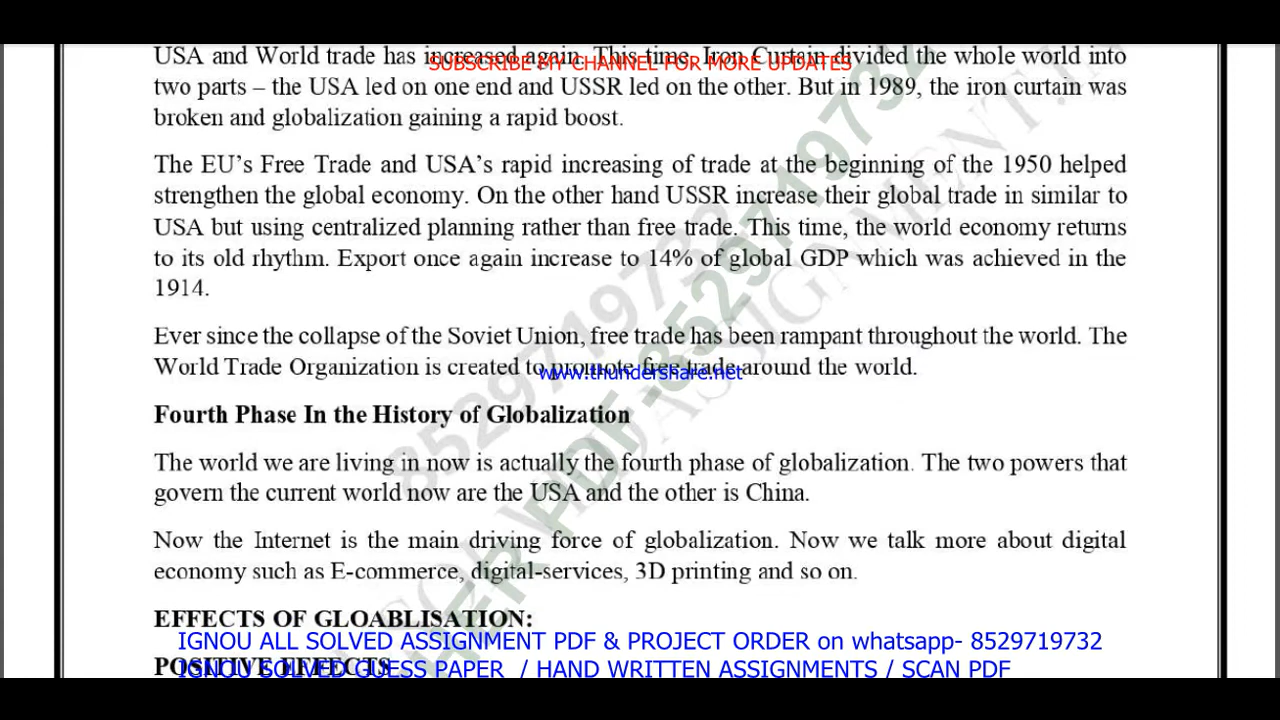 USA and World trade has increased again. This time, Iron Curtain divided the whole world into
SUBSCRIBE MY CHANNEL FOR MORE UPDATES
two parts – the USA led on one end and USSR led on the other. But in 1989, the iron curtain was
broken and globalization gaining a rapid boost.
The EU's Free Trade and USA's rapid increasing of trade at the beginning of the 1950 helped
strengthen the global economy. On the other hand USSR increase their global trade in similar to
USA but using centralized planning rather than free trade. This time, the world economy returns
to its old rhythm. Export once again increase to 14% of global GDP which was achieved in the
1914.
Ever since the collapse of the Soviet Union, free trade has been rampant throughout the world. The
World Trade Organization is created to promote free trade around the world.
www.thundershare.net
Fourth Phase In the History of Globalization
The world we are living in now is actually the fourth phase of globalization. The two powers that
govern the current world now are the USA and the other is China.
Now the Internet is the main driving force of globalization. Now we talk more about digital
economy such as E-commerce, digital-services, 3D printing and so on.
EFFECTS OF GLOABLISATION:
IGNOU ALL SOLVED ASSIGNMENT PDF & PROJECT ORDER on whatsapp- 8529719732
POSITIVE EFFECTS
IGNOU SOLVED GUESS PAPER / HAND WRITTEN ASSIGNMENTS / SCAN PDF
8529719732
HER PDF-8529719732
ASSIGNMENT